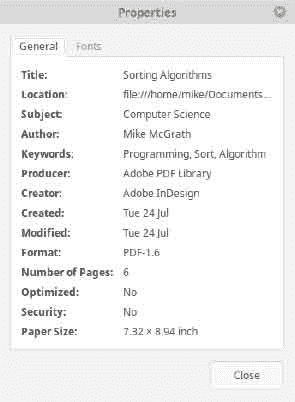 Properties
General Fonts
Title: Sorting Algorithms
Location: file:///home/mike/Documents...
Subject: Computer Science
Author: Mike McGrath
Keywords: Programming, Sort, Algorithm
Producer: Adobe PDF Library
Creator: Adobe InDesign
Created: Tue 24 Jul
Modified: Tue 24 Jul
Format: PDF-1.6
Number of Pages: 6
Optimized: No
Security: No
Paper Size: 7.32 × 8.94 inch
Close